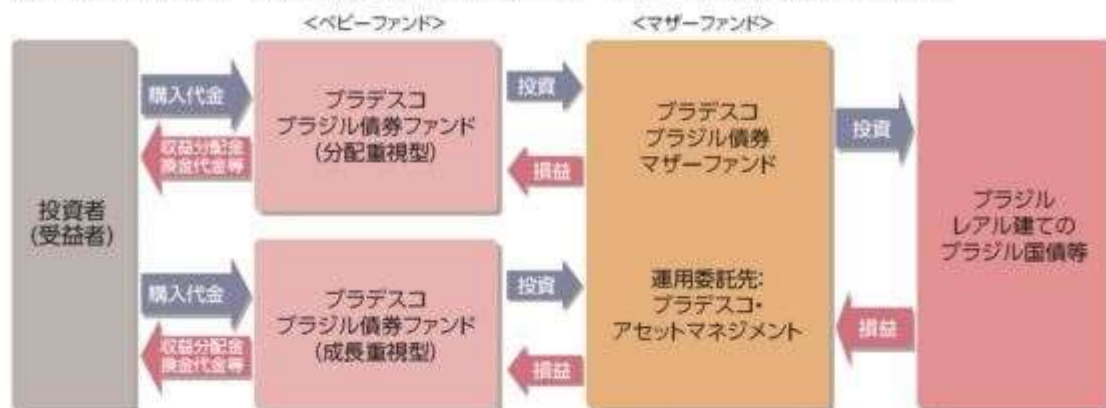 <ベビーファンド>
<マザーファンド>
投資者
(受益者)
購入代金
収益分配金
換金代金等
ブラデスコ
ブラジル債券ファンド
(分配重視型)
投資
損益
購入代金
収益分配金
換金代金等
ブラデスコ
ブラジル債券ファンド
(成長重視型)
投資
損益
ブラデスコ
ブラジル債券
マザーファンド
運用委託先:
ブラデスコ・
アセットマネジメント
投資
損益
ブラジル
レアル建ての
ブラジル国債等